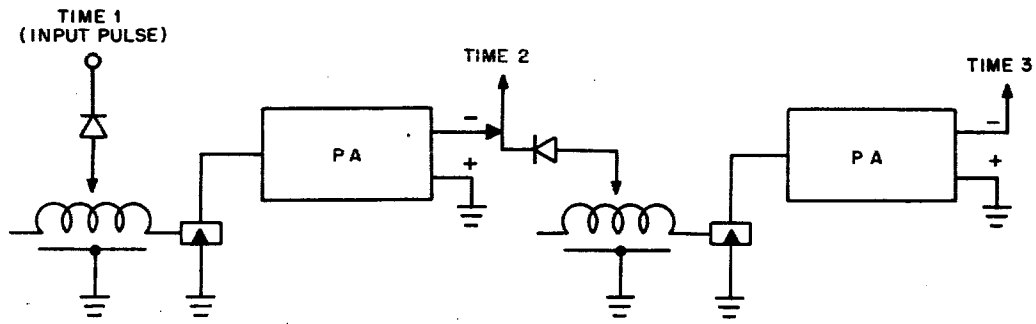 TIME 1
(INPUT PULSE)
TIME 2
TIME 3
PA
−
+
PA
−
+